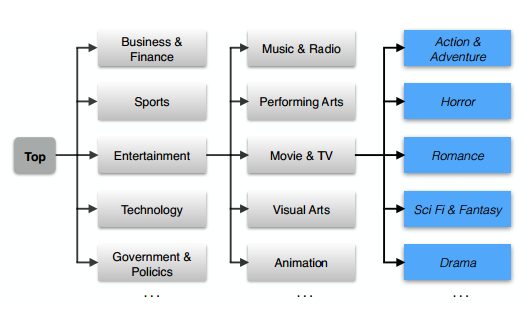 Top
Business &
Finance
Sports
Entertainment
Technology
Government &
Policics
. . .
Music & Radio
Performing Arts
Movie & TV
Visual Arts
Animation
. . .
Action &
Adventure
Horror
Romance
Sci Fi & Fantasy
Drama
. . .